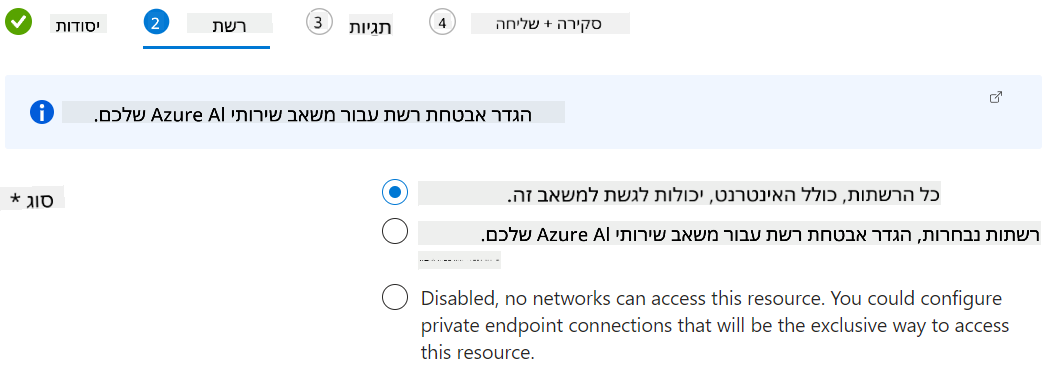 יסודות
2 רשת
3 תגיות
4 סקירה + שליחה
הגדר אבטחת רשת עבור משאב שירותי Azure AI שלכם.
סוג *
כל הרשתות, כולל האינטרנט, יכולות לגשת למשאב זה.
רשתות נבחרות, הגדר אבטחת רשת עבור משאב שירותי Azure AI שלכם.
Disabled, no networks can access this resource. You could configure
private endpoint connections that will be the exclusive way to access
this resource.